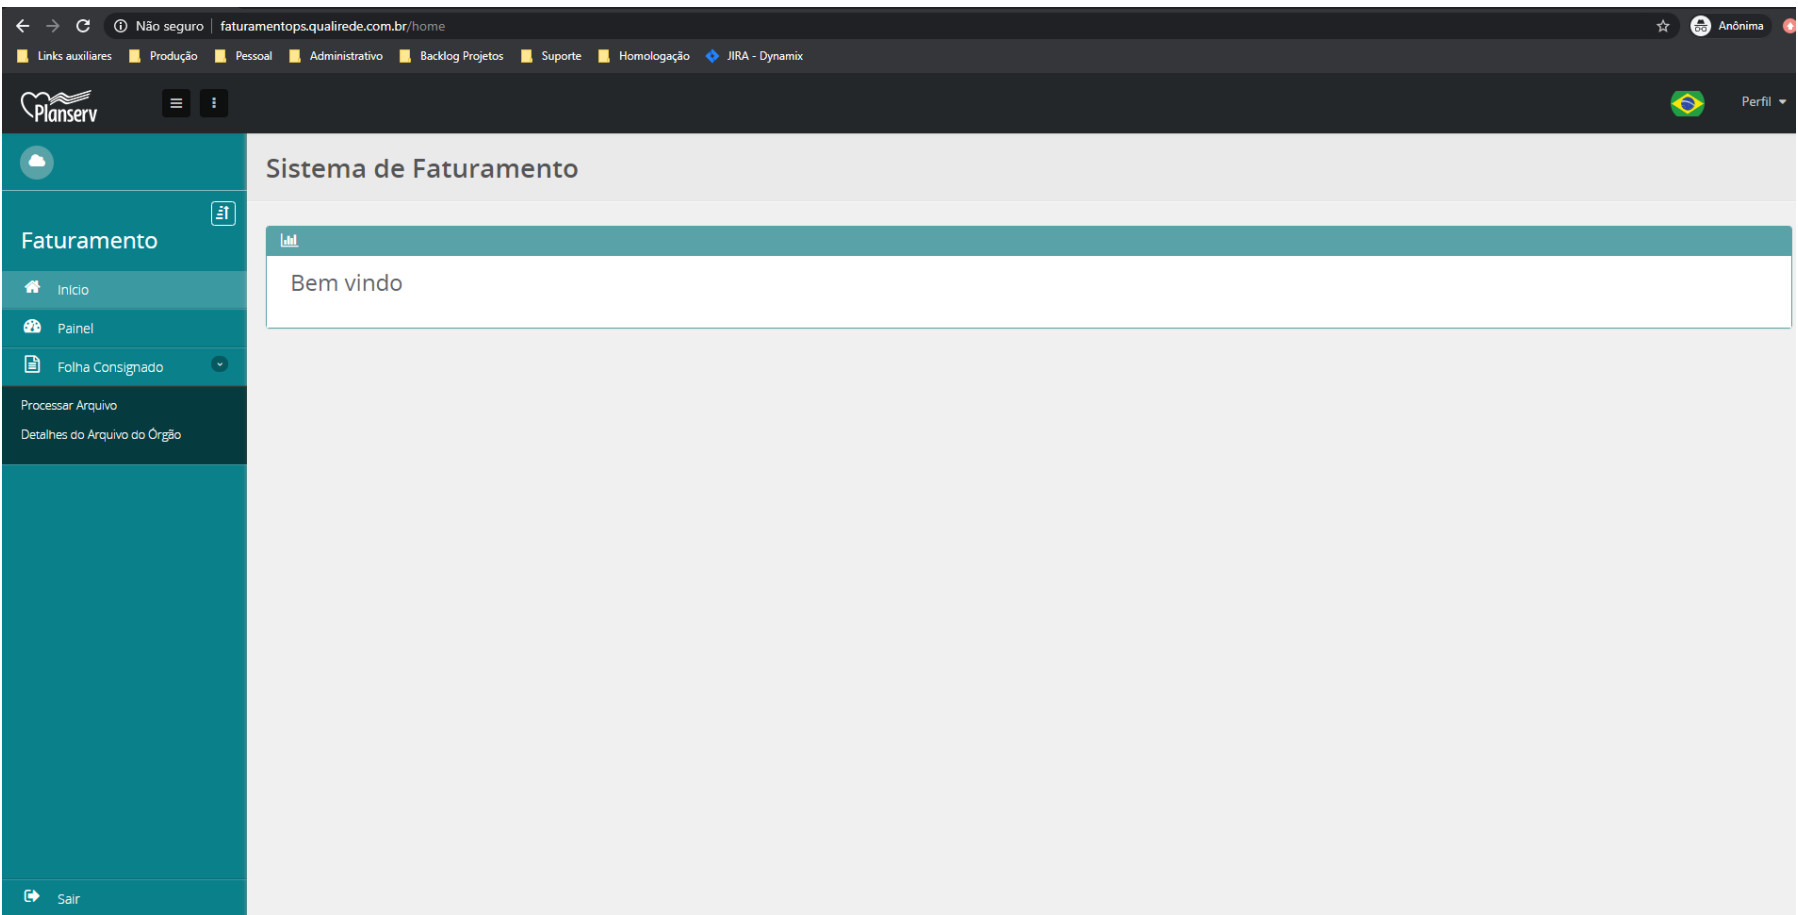 Não seguro | faturamentops.qualirede.com.br/home
Anônima
Links auxiliares Produção Pessoal Administrativo Backlog Projetos Suporte Homologação JIRA - Dynamix
Planserv
Perfil
Sistema de Faturamento
Faturamento
Bem vindo
Início
Painel
Folha Consignado
Processar Arquivo
Detalhes do Arquivo do Órgão
Sair